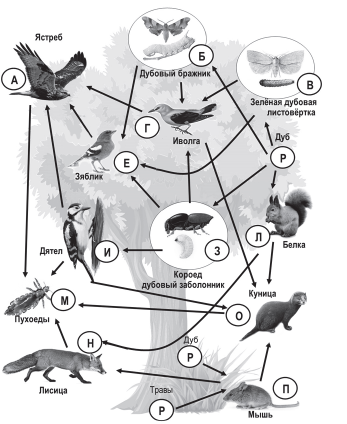 Ястреб
А
Б
Дубовый бражник
В
Зелёная дубовая
листовёртка
Г
Иволга
Дуб
Р
Е
Зяблик
Дятел
И
З
Короед
дубовый заболонник
Л
Белка
Куница
М
Пухоеды
О
Н
Лисица
Дуб
Р
Травы
Р
П
Мышь